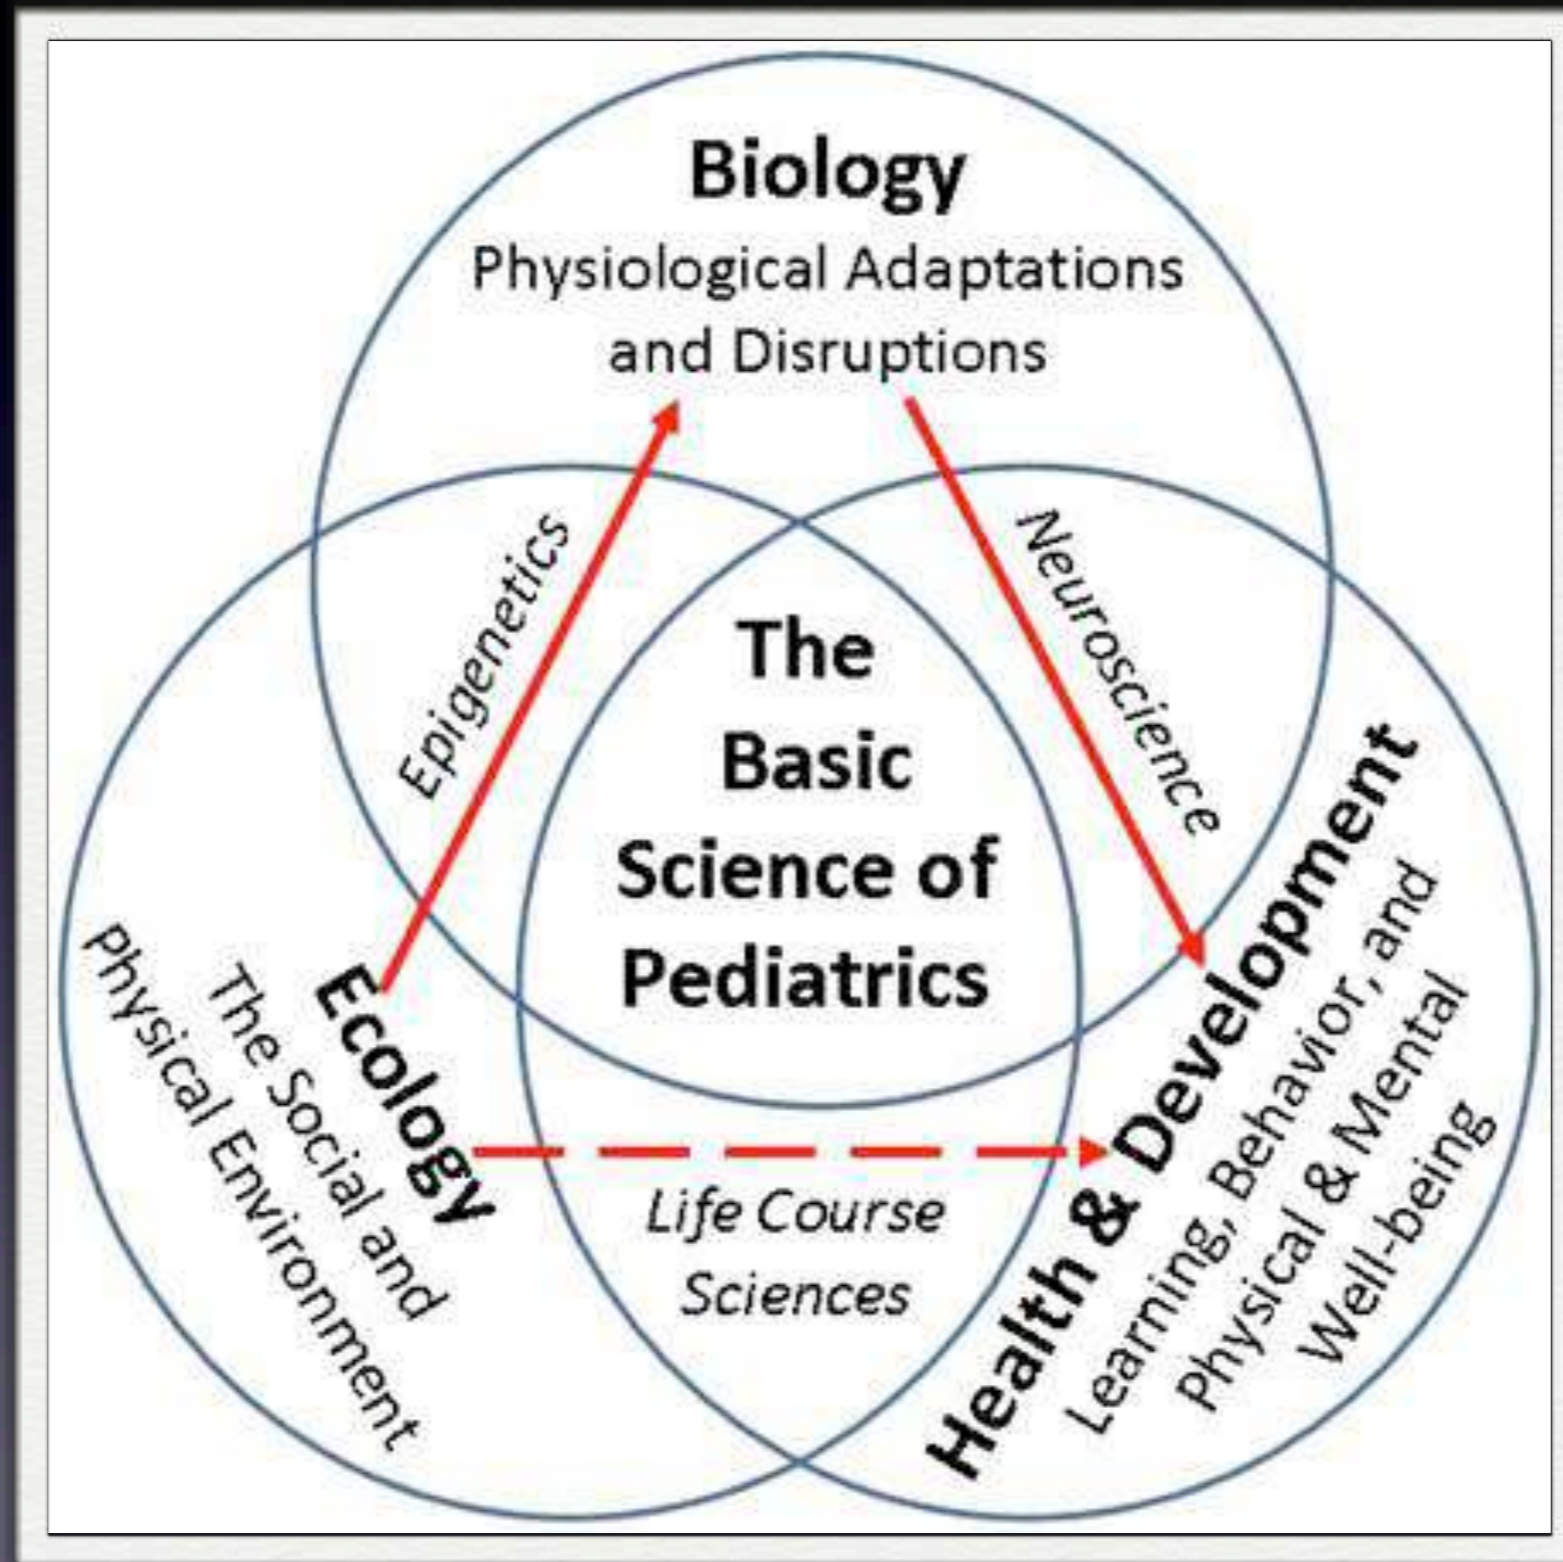 Biology
Physiological Adaptations
and Disruptions
Epigenetics
Neuroscience
The
Basic
Science of
Pediatrics
Ecology
The Social and
Physical Environment
Life Course
Sciences
Health & Development
Learning, Behavior, and
Physical & Mental
Well-being